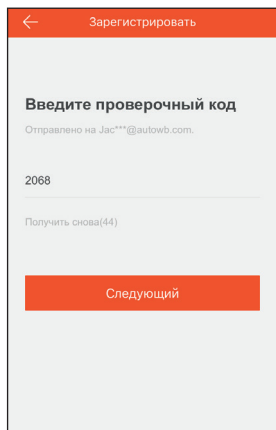 Зарегистрировать
Введите проверочный код
Отправлено на Jac***@autowb.com.
2068
Получить снова(44)
Следующий